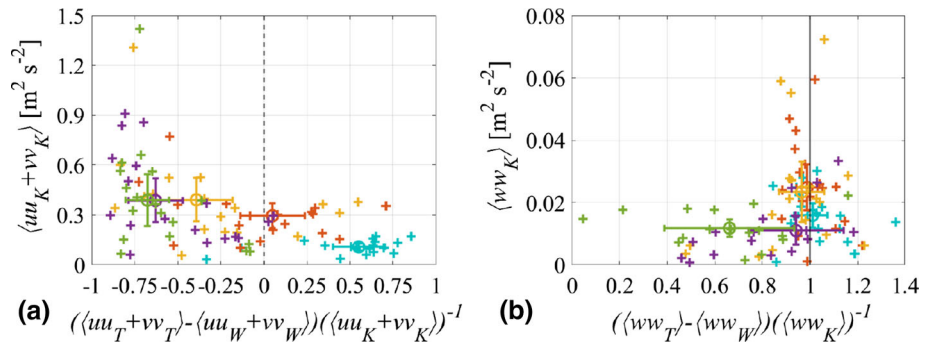 1.5
1.2
0.9
0.6
0.3
0
⟨uu_K+vv_K⟩ [m² s⁻²]
-1 -0.75 -0.5 -0.25 0 0.25 0.5 0.75 1
(a) (⟨uu_T+vv_T⟩-⟨uu_W+vv_W⟩)(⟨uu_K+vv_K⟩)⁻¹
0.08
0.06
0.04
0.02
0
⟨ww_K⟩ [m² s⁻²]
0 0.2 0.4 0.6 0.8 1 1.2 1.4
(b) (⟨ww_T⟩-⟨ww_W⟩)(⟨ww_K⟩)⁻¹